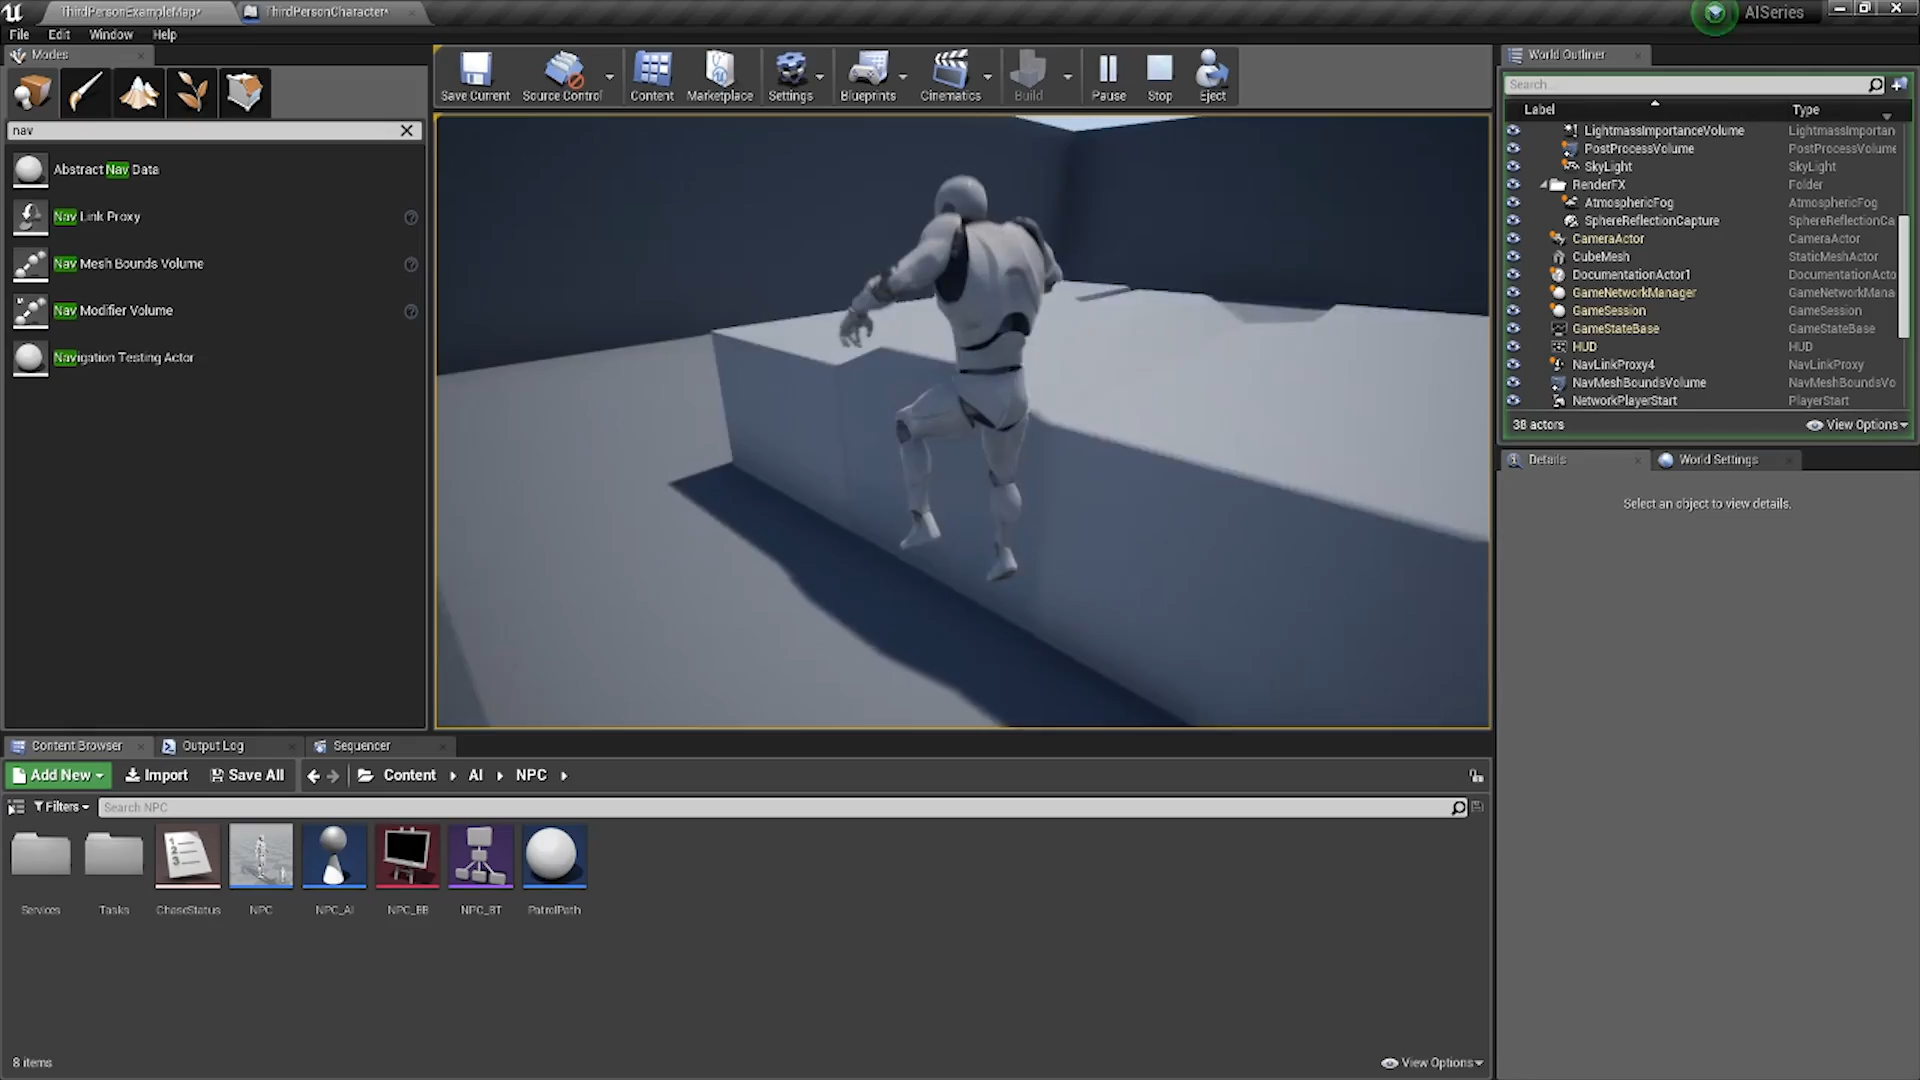 ThirdPersonExampleMap*
ThirdPersonCharacter*
AISeries
File Edit Window Help
Modes
nav
Abstract Nav Data
Nav Link Proxy
Nav Mesh Bounds Volume
Nav Modifier Volume
Navigation Testing Actor
Save Current Source Control Content Marketplace Settings Blueprints Cinematics Build Pause Stop Eject
World Outliner
Search...
Label Type
LightmassImportanceVolume LightmassImportan
PostProcessVolume PostProcessVolume
SkyLight SkyLight
RenderFX Folder
AtmosphericFog AtmosphericFog
SphereReflectionCapture SphereReflectionCa
CameraActor CameraActor
CubeMesh StaticMeshActor
DocumentationActor1 DocumentationActo
GameNetworkManager GameNetworkMana
GameSession GameSession
GameStateBase GameStateBase
HUD HUD
NavLinkProxy4 NavLinkProxy
NavMeshBoundsVolume NavMeshBoundsVo
NetworkPlayerStart PlayerStart
38 actors View Options
Details World Settings
Select an object to view details.
Content Browser Output Log Sequencer
Add New Import Save All Content AI NPC
Filters Search NPC
Services Tasks ChaseStatus NPC NPC_AI NPC_BB NPC_BT PatrolPath
8 items View Options